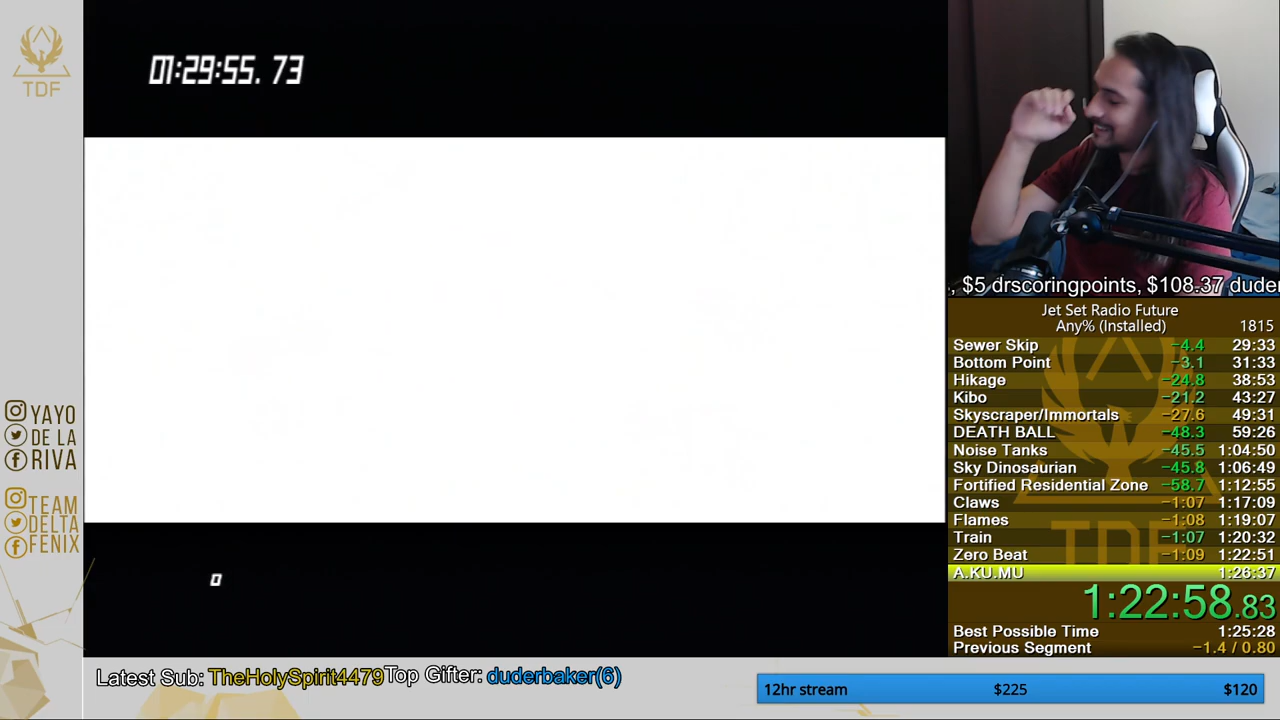 TDF
01:29:55. 73
, $5 drscoringpoints, $108.37 duder
Jet Set Radio Future
Any% (Installed) 1815
Sewer Skip -4.4 29:33
Bottom Point -3.1 31:33
Hikage -24.8 38:53
Kibo -21.2 43:27
Skyscraper/Immortals -27.6 49:31
DEATH BALL -48.3 59:26
Noise Tanks -45.5 1:04:50
Sky Dinosaurian -45.8 1:06:49
Fortified Residential Zone -58.7 1:12:55
Claws -1:07 1:17:09
Flames -1:08 1:19:07
Train -1:07 1:20:32
Zero Beat -1:09 1:22:51
A.KU.MU 1:26:37
1:22:58.83
Best Possible Time 1:25:28
Previous Segment -1.4 / 0.80
YAYO
DE LA
RIVA
TEAM
DELTA
FENIX
0
TDF
Latest Sub: TheHolySpirit4479 Top Gifter: duderbaker(6)
12hr stream $225 $120